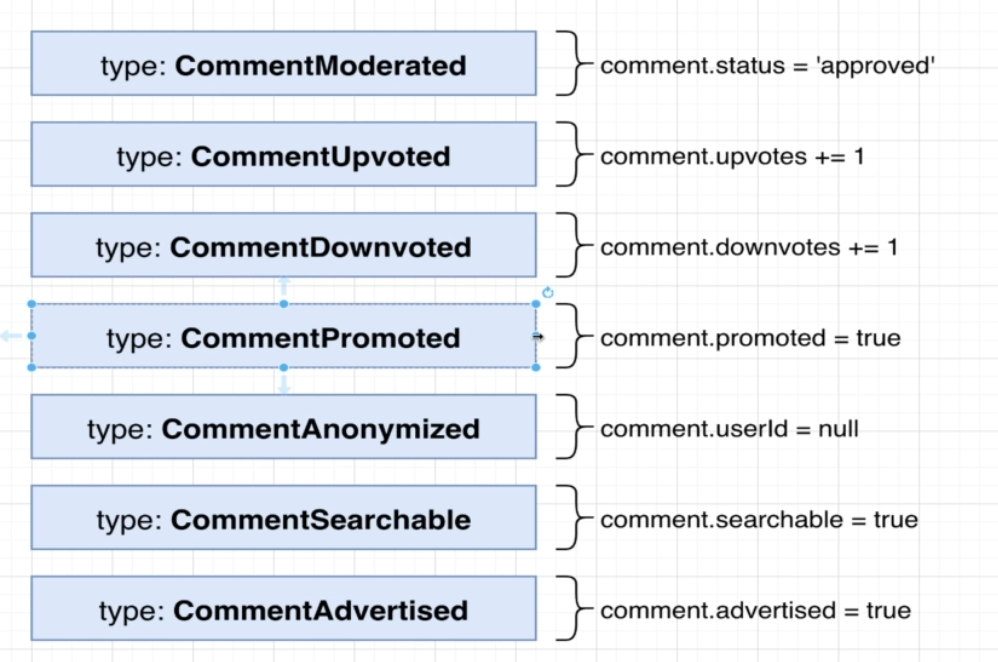 type: CommentModerated
comment.status = 'approved'
type: CommentUpvoted
comment.upvotes += 1
type: CommentDownvoted
comment.downvotes += 1
type: CommentPromoted
comment.promoted = true
type: CommentAnonymized
comment.userId = null
type: CommentSearchable
comment.searchable = true
type: CommentAdvertised
comment.advertised = true